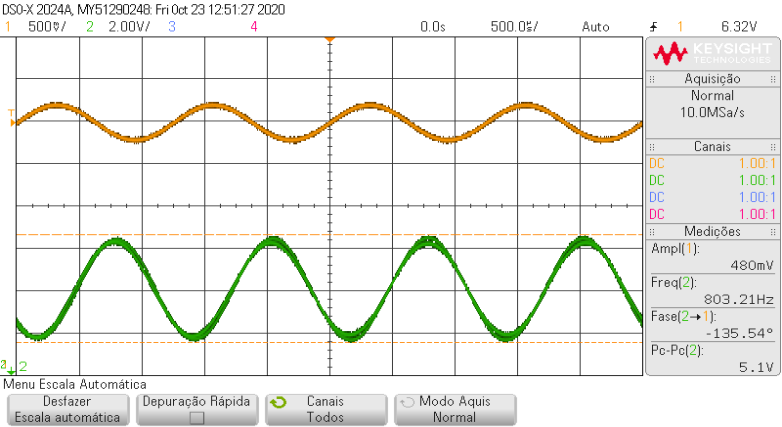 DSO-X 2024A, MY51290248: Fri Oct 23 12:51:27 2020
1 500mV/ 2 2.00V/ 3 4 0.0s 500.0µs/ Auto 1 6.32V
KEYSIGHT
TECHNOLOGIES
Aquisição
Normal
10.0MSa/s
Canais
DC 1.00:1
DC 1.00:1
DC 1.00:1
DC 1.00:1
Medições
Ampl(1):
480mV
Freq(2):
803.21Hz
Fase(2→1):
-135.54°
Pc-Pc(2):
5.1V
T
2
2
Menu Escala Automática
Desfazer
Escala automática
Depuração Rápida
Canais
Todos
Modo Aquis
Normal